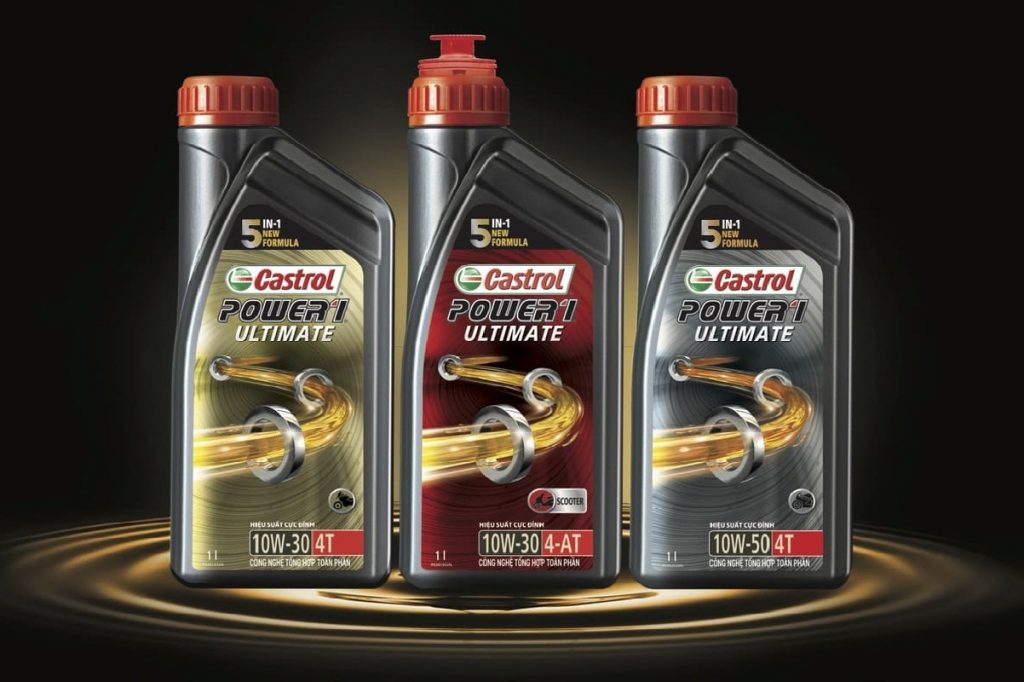 5 IN-1
NEW
FORMULA
Castrol
POWER1
ULTIMATE
HIỆU SUẤT CỰC ĐỈNH
1l 10W-30 4T
CÔNG NGHỆ TỔNG HỢP TOÀN PHẦN
5 IN-1
NEW
FORMULA
Castrol
POWER1
ULTIMATE
SCOOTER
HIỆU SUẤT CỰC ĐỈNH
1l 10W-30 4-AT
CÔNG NGHỆ TỔNG HỢP TOÀN PHẦN
5 IN-1
NEW
FORMULA
Castrol
POWER1
ULTIMATE
HIỆU SUẤT CỰC ĐỈNH
1l 10W-50 4T
CÔNG NGHỆ TỔNG HỢP TOÀN PHẦN